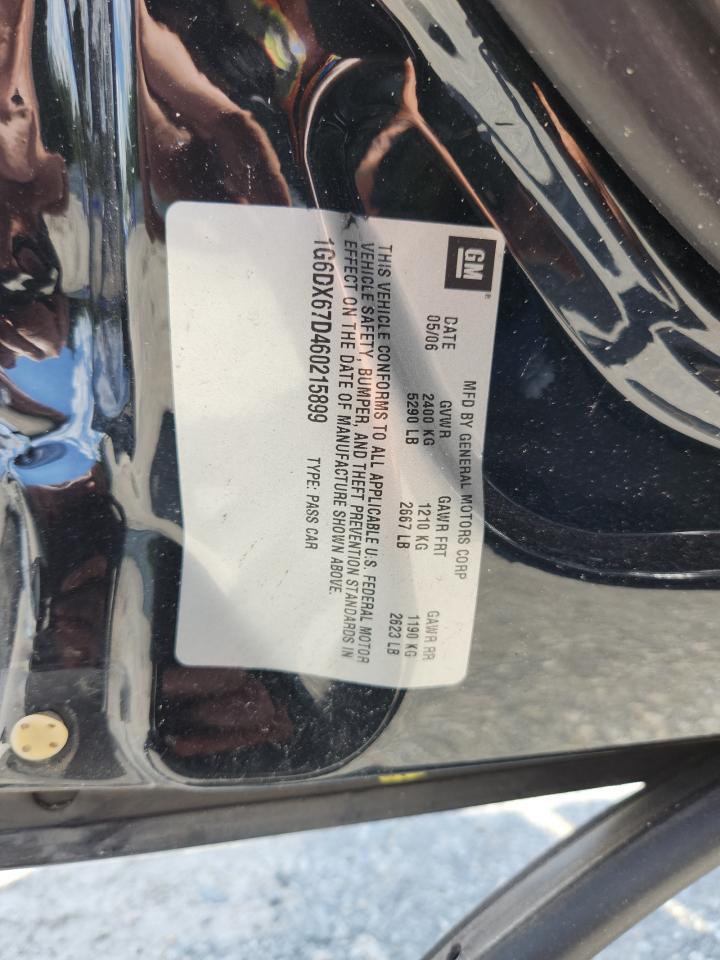 GM®
MFD BY GENERAL MOTORS CORP
DATE GVWR GAWR FRT GAWR RR
05/06 2400 KG 1210 KG 1190 KG
5290 LB 2667 LB 2623 LB
THIS VEHICLE CONFORMS TO ALL APPLICABLE U.S. FEDERAL MOTOR
VEHICLE SAFETY, BUMPER, AND THEFT PREVENTION STANDARDS IN
EFFECT ON THE DATE OF MANUFACTURE SHOWN ABOVE.
1G6DX67D460215899 TYPE: PASS CAR